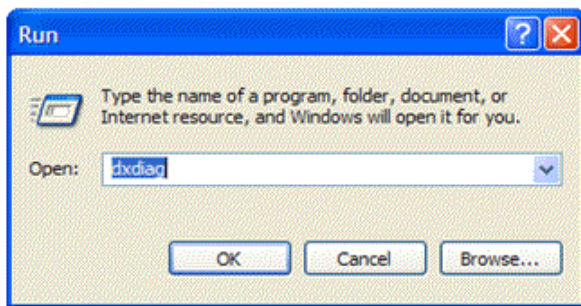 Run
Type the name of a program, folder, document, or
Internet resource, and Windows will open it for you.
Open: dxdiag
OK Cancel Browse...